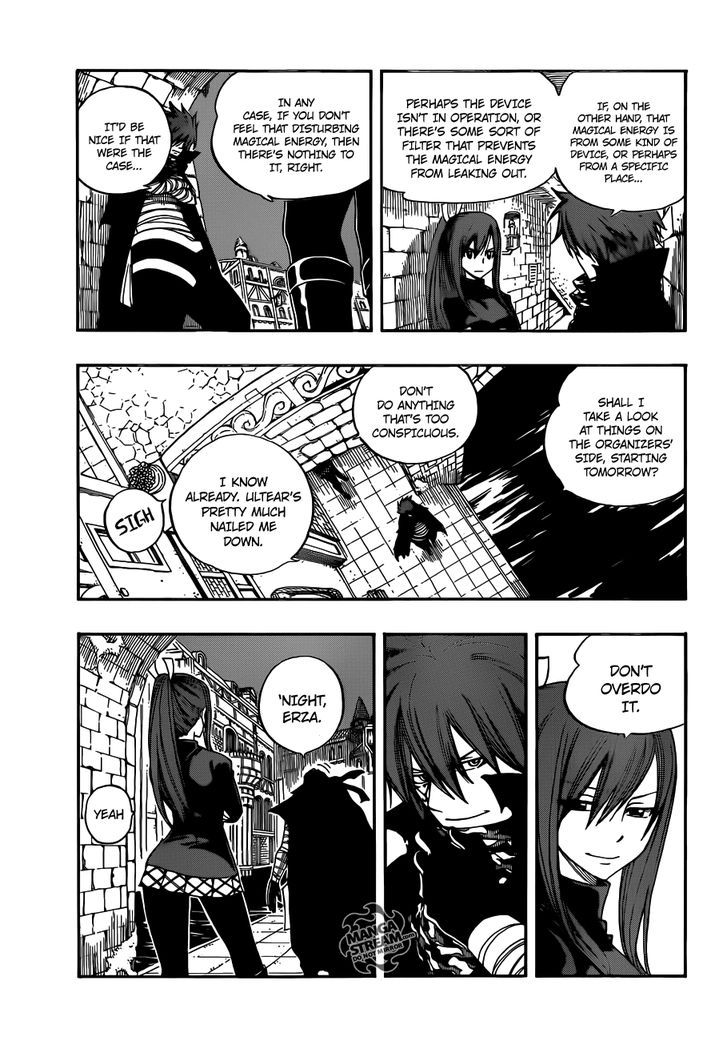 IF, ON THE
OTHER HAND, THAT
MAGICAL ENERGY IS
FROM SOME KIND OF
DEVICE, OR PERHAPS
FROM A SPECIFIC
PLACE...
PERHAPS THE DEVICE
ISN'T IN OPERATION, OR
THERE'S SOME SORT OF
FILTER THAT PREVENTS
THE MAGICAL ENERGY
FROM LEAKING OUT.
IN ANY
CASE, IF YOU DON'T
FEEL THAT DISTURBING
MAGICAL ENERGY, THEN
THERE'S NOTHING TO
IT, RIGHT.
IT'D BE
NICE IF THAT
WERE THE
CASE...
SHALL I
TAKE A LOOK
AT THINGS ON
THE ORGANIZERS'
SIDE, STARTING
TOMORROW?
DON'T
DO ANYTHING
THAT'S TOO
CONSPICUOUS.
I KNOW
ALREADY. ULTEAR'S
PRETTY MUCH
NAILED ME
DOWN.
SIGH
DON'T
OVERDO
IT.
'NIGHT,
ERZA.
YEAH
MANGA
STREAM.COM
DO NOT MIRROR